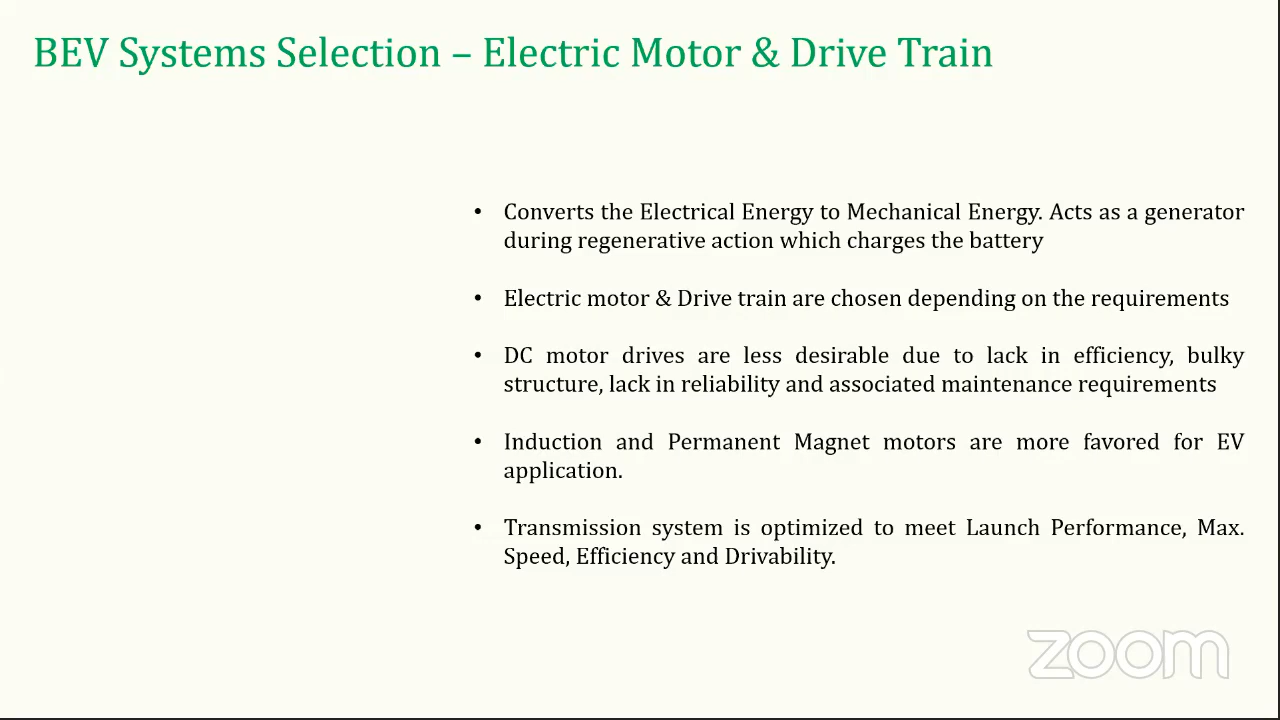 BEV Systems Selection – Electric Motor & Drive Train
• Converts the Electrical Energy to Mechanical Energy. Acts as a generator
during regenerative action which charges the battery
• Electric motor & Drive train are chosen depending on the requirements
• DC motor drives are less desirable due to lack in efficiency, bulky
structure, lack in reliability and associated maintenance requirements
• Induction and Permanent Magnet motors are more favored for EV
application.
• Transmission system is optimized to meet Launch Performance, Max.
Speed, Efficiency and Drivability.
zoom